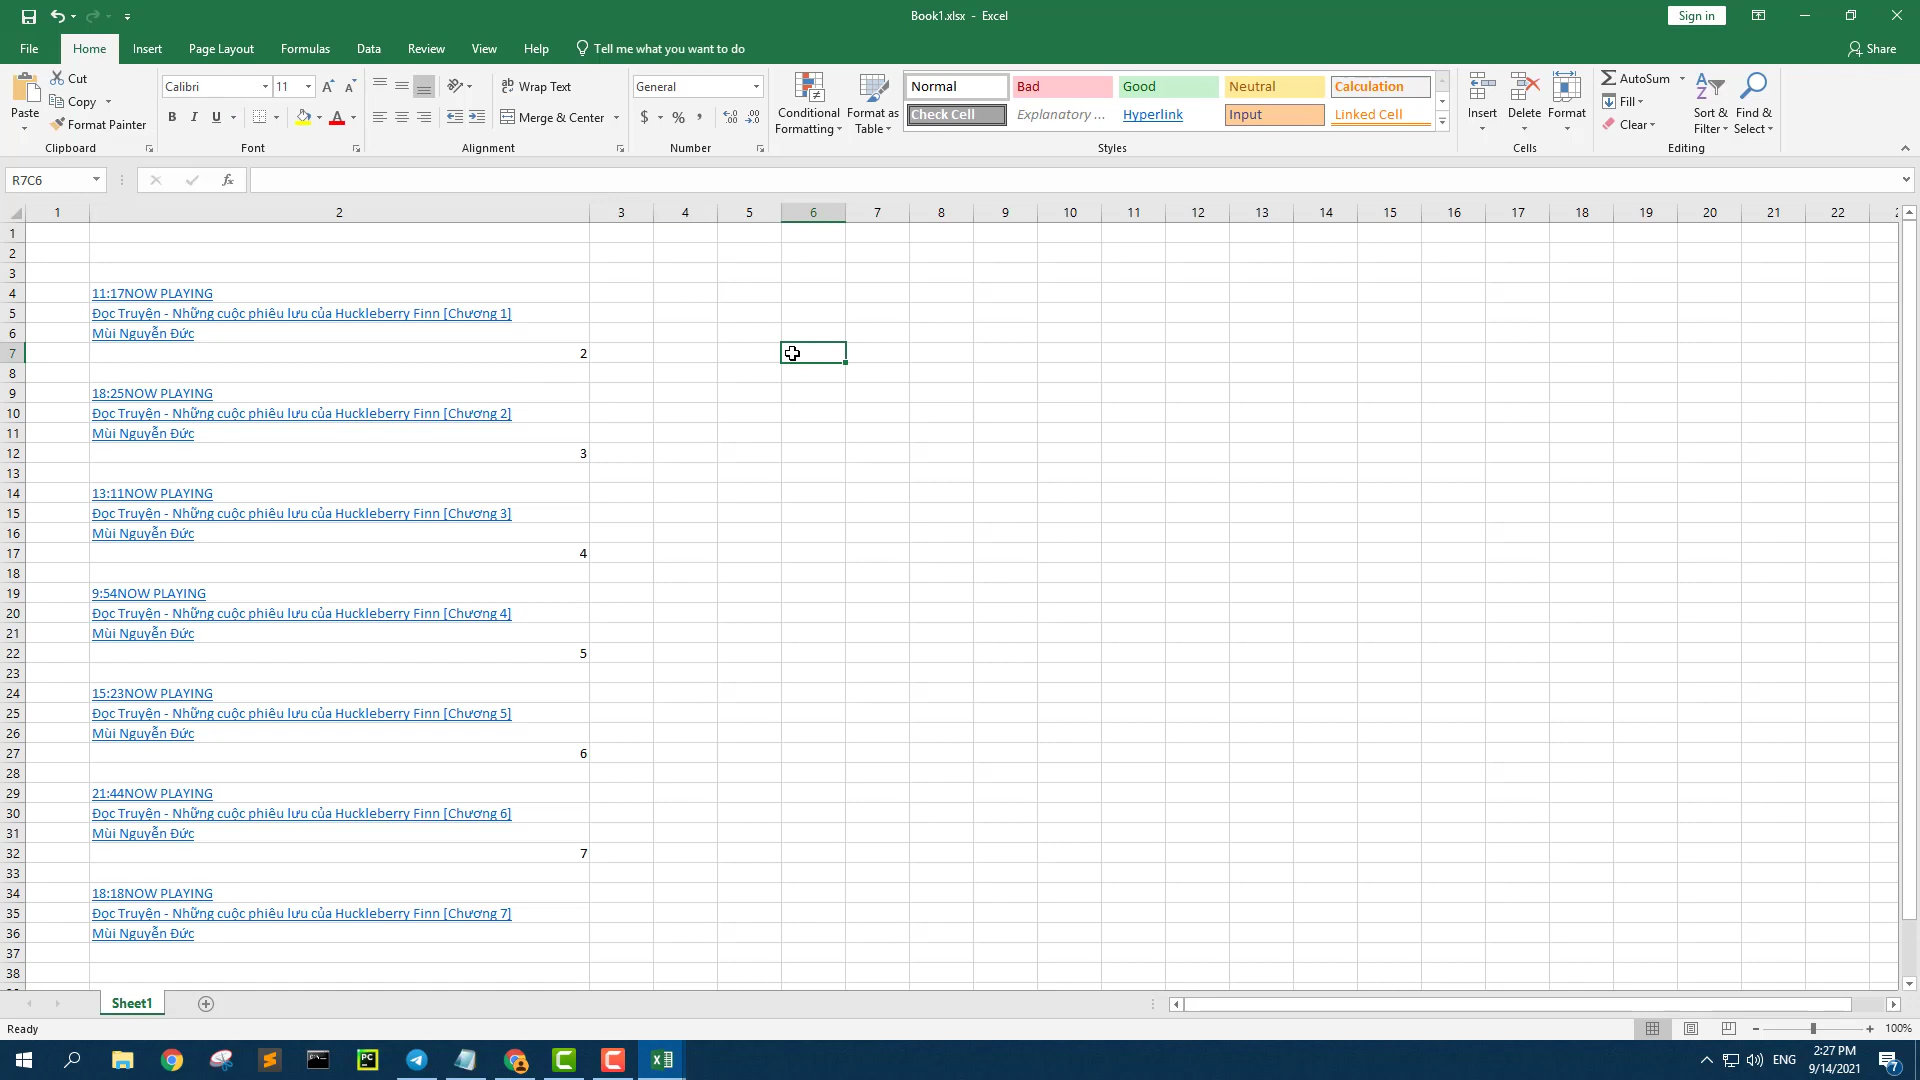 Book1.xlsx - Excel
Sign in
File Home Insert Page Layout Formulas Data Review View Help Tell me what you want to do Share
Paste
Cut
Copy
Format Painter
Clipboard
Calibri 11
B I U
Font
Wrap Text
Merge & Center
Alignment
General
$ % ,
Number
Conditional Formatting
Format as Table
Normal Bad Good Neutral Calculation
Check Cell Explanatory ... Hyperlink Input Linked Cell
Styles
Insert Delete Format
Cells
AutoSum
Fill
Clear
Sort & Filter
Find & Select
Editing
R7C6 fx
1 2 3 4 5 6 7 8 9 10 11 12 13 14 15 16 17 18 19 20 21 22
1
2
3
4 11:17NOW PLAYING
5 Đọc Truyện - Những cuộc phiêu lưu của Huckleberry Finn [Chương 1]
6 Mùi Nguyễn Đức
7 2
8
9 18:25NOW PLAYING
10 Đọc Truyện - Những cuộc phiêu lưu của Huckleberry Finn [Chương 2]
11 Mùi Nguyễn Đức
12 3
13
14 13:11NOW PLAYING
15 Đọc Truyện - Những cuộc phiêu lưu của Huckleberry Finn [Chương 3]
16 Mùi Nguyễn Đức
17 4
18
19 9:54NOW PLAYING
20 Đọc Truyện - Những cuộc phiêu lưu của Huckleberry Finn [Chương 4]
21 Mùi Nguyễn Đức
22 5
23
24 15:23NOW PLAYING
25 Đọc Truyện - Những cuộc phiêu lưu của Huckleberry Finn [Chương 5]
26 Mùi Nguyễn Đức
27 6
28
29 21:44NOW PLAYING
30 Đọc Truyện - Những cuộc phiêu lưu của Huckleberry Finn [Chương 6]
31 Mùi Nguyễn Đức
32 7
33
34 18:18NOW PLAYING
35 Đọc Truyện - Những cuộc phiêu lưu của Huckleberry Finn [Chương 7]
36 Mùi Nguyễn Đức
37
38
Sheet1
Ready
100%
ENG
2:27 PM
9/14/2021
7